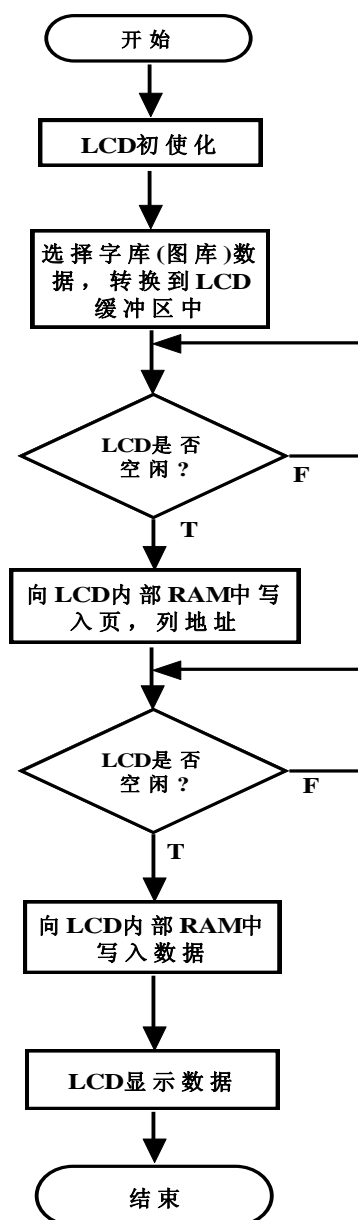 开始
LCD初使化
选择字库(图库)数
据，转换到LCD
缓冲区中
LCD是否
空闲?
F
T
向LCD内部RAM中写
入页，列地址
LCD是否
空闲?
F
T
向LCD内部RAM中
写入数据
LCD显示数据
结束